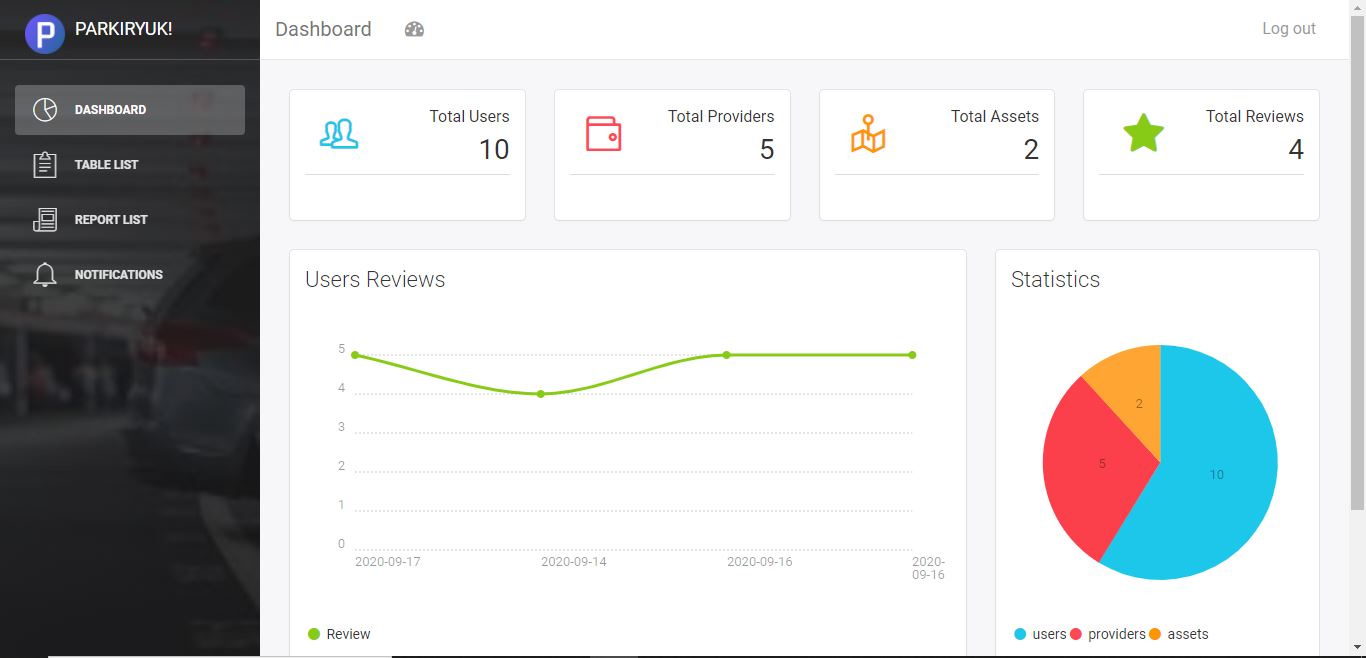 P PARKIRYUK!
Dashboard
Log out
DASHBOARD
TABLE LIST
REPORT LIST
NOTIFICATIONS
Total Users
10
Total Providers
5
Total Assets
2
Total Reviews
4
Users Reviews
5
4
3
2
1
0
2020-09-17 2020-09-14 2020-09-16 2020-
09-16
Review
Statistics
2
5
10
users providers assets